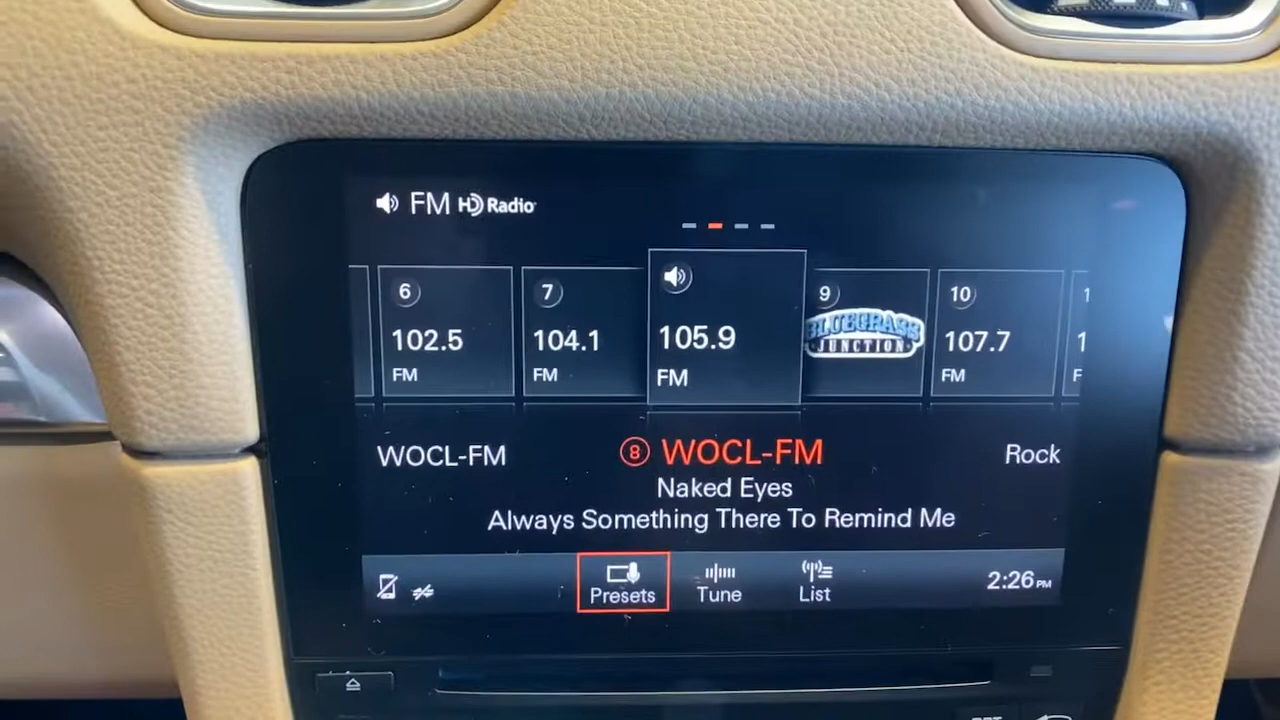 FM HD Radio
6
102.5
FM
7
104.1
FM
105.9
FM
9
BLUEGRASS
JUNCTION
10
107.7
FM
1
1
F
WOCL-FM
8 WOCL-FM
Rock
Naked Eyes
Always Something There To Remind Me
Presets
Tune
List
2:26 PM